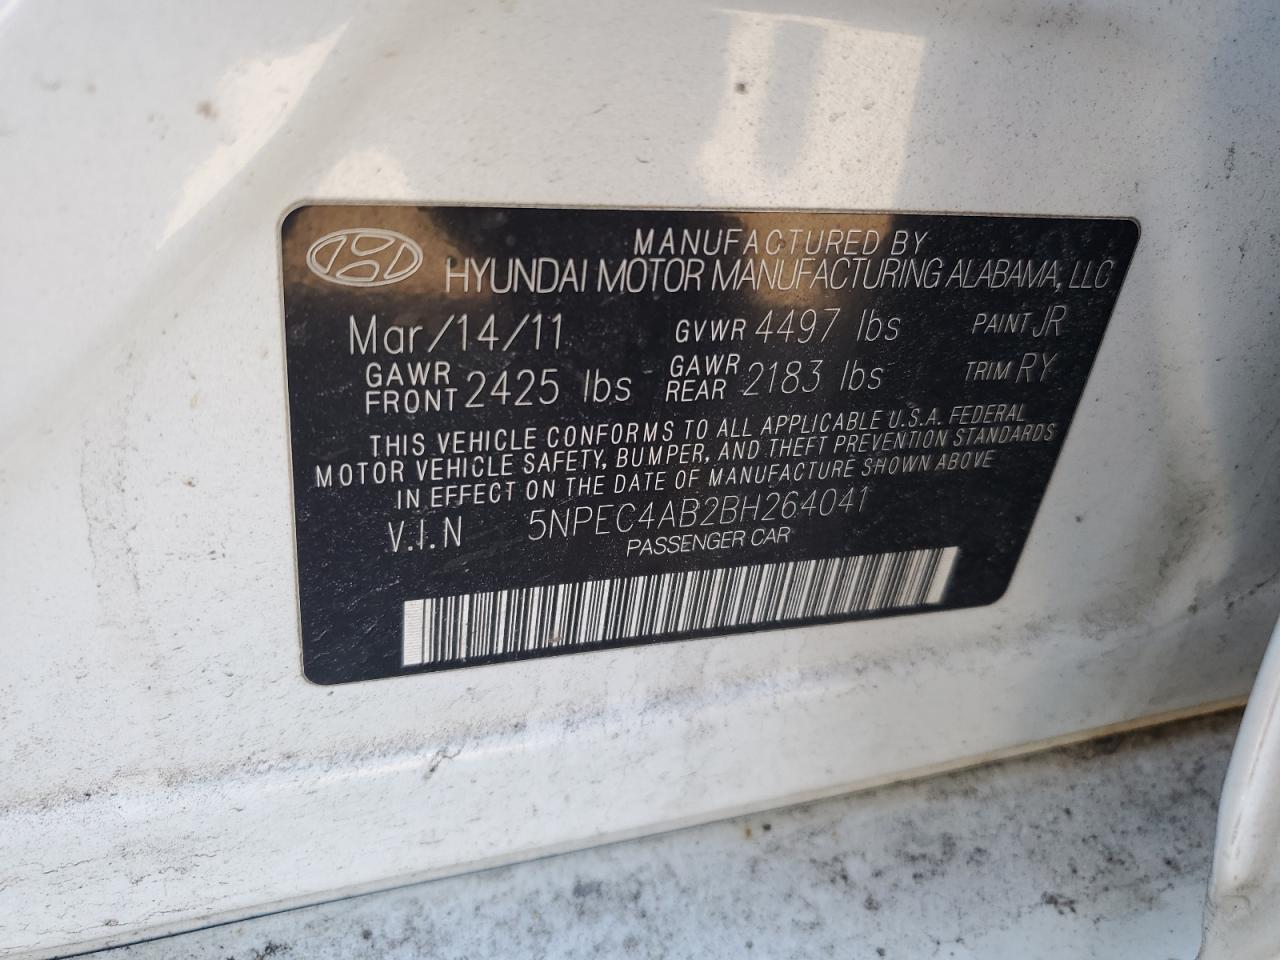 MANUFACTURED BY
HYUNDAI MOTOR MANUFACTURING ALABAMA, LLC
Mar/14/11 GVWR 4497 lbs PAINT JR
GAWR FRONT 2425 lbs GAWR REAR 2183 lbs TRIM RY
THIS VEHICLE CONFORMS TO ALL APPLICABLE U.S.A. FEDERAL
MOTOR VEHICLE SAFETY, BUMPER, AND THEFT PREVENTION STANDARDS
IN EFFECT ON THE DATE OF MANUFACTURE SHOWN ABOVE
V.I.N 5NPEC4AB2BH264041
PASSENGER CAR